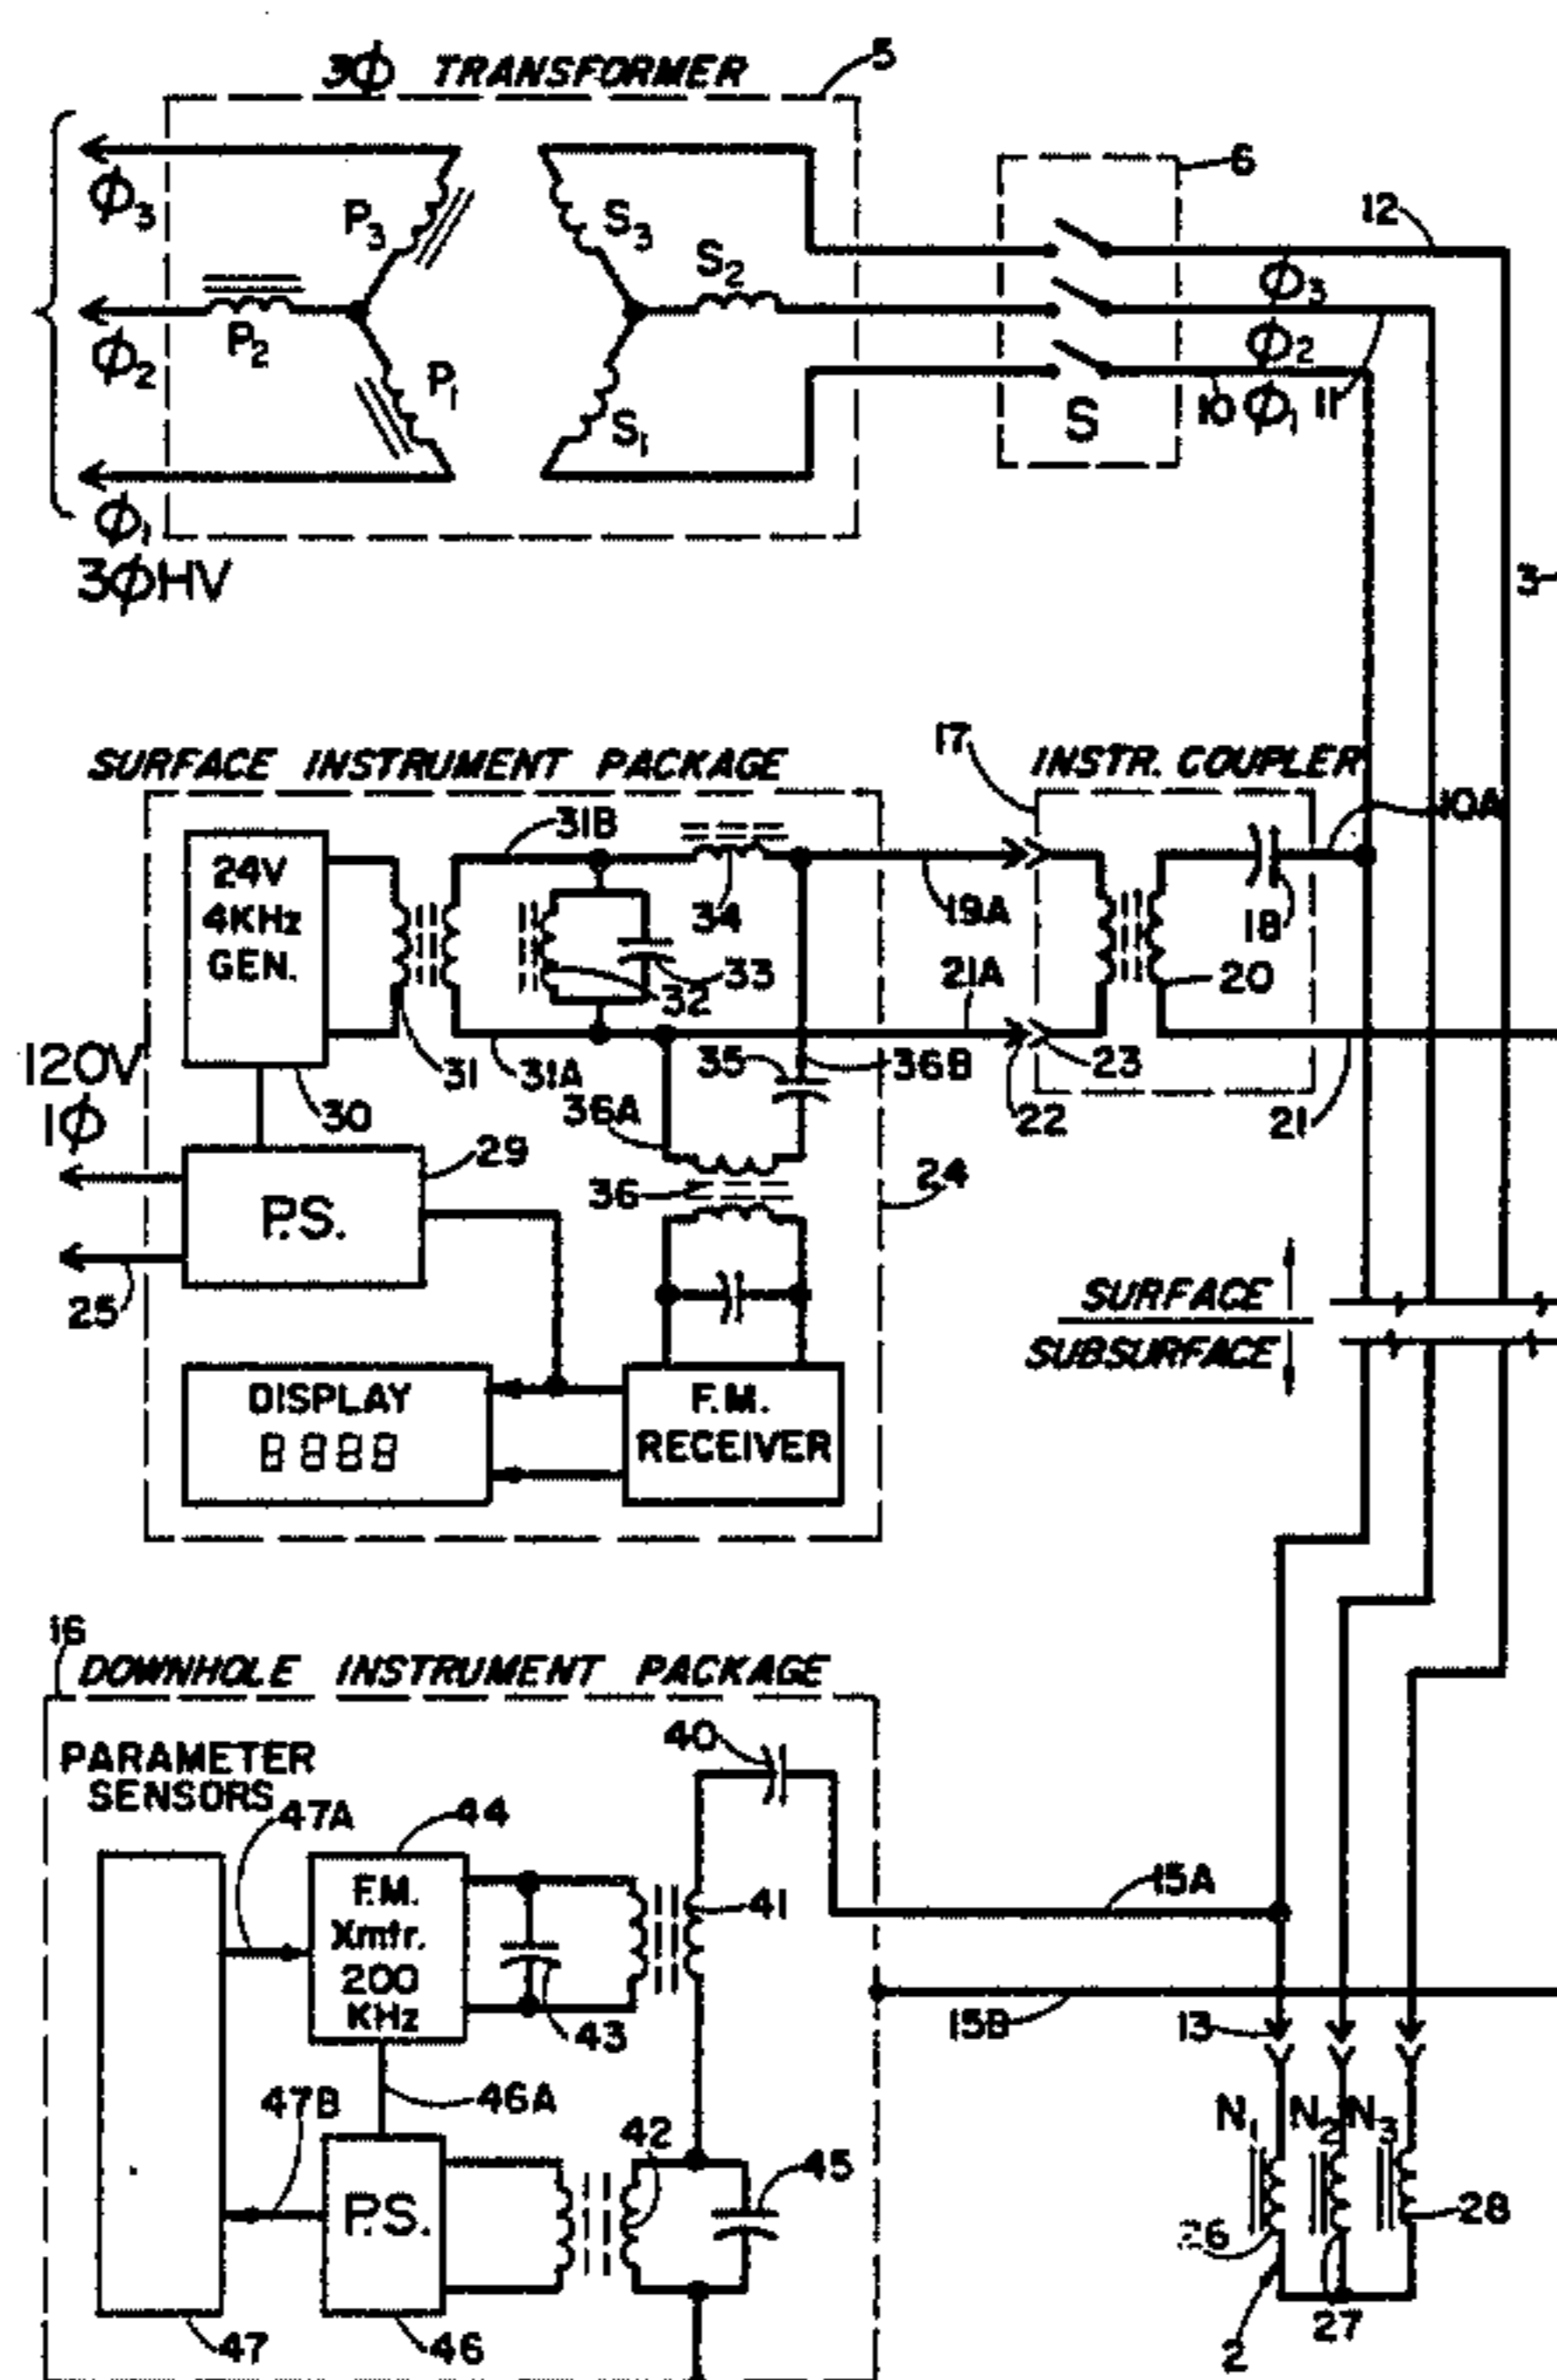 3Φ TRANSFORMER
5
6
12
Φ3
P3
S3
S2
Φ3
P2
Φ2
Φ2
P1
S1
S
10
Φ1
11
Φ1
3ΦHV
3
17
SURFACE INSTRUMENT PACKAGE
INSTR. COUPLER
31B
10A
24V
4KHz
GEN.
34
19A
18
33
32
21A
20
120V
1Φ
31
31A
35
36B
23
30
36A
22
21
29
36
24
P.S.
25
SURFACE
SUBSURFACE
DISPLAY
8888
F.M.
RECEIVER
16
DOWNHOLE INSTRUMENT PACKAGE
PARAMETER
SENSORS
40
47A
44
F.M.
Xmtr.
200
KHz
41
15A
43
15B
13
47B
46A
42
N1
N2
N3
45
P.S.
26
28
47
46
27
2